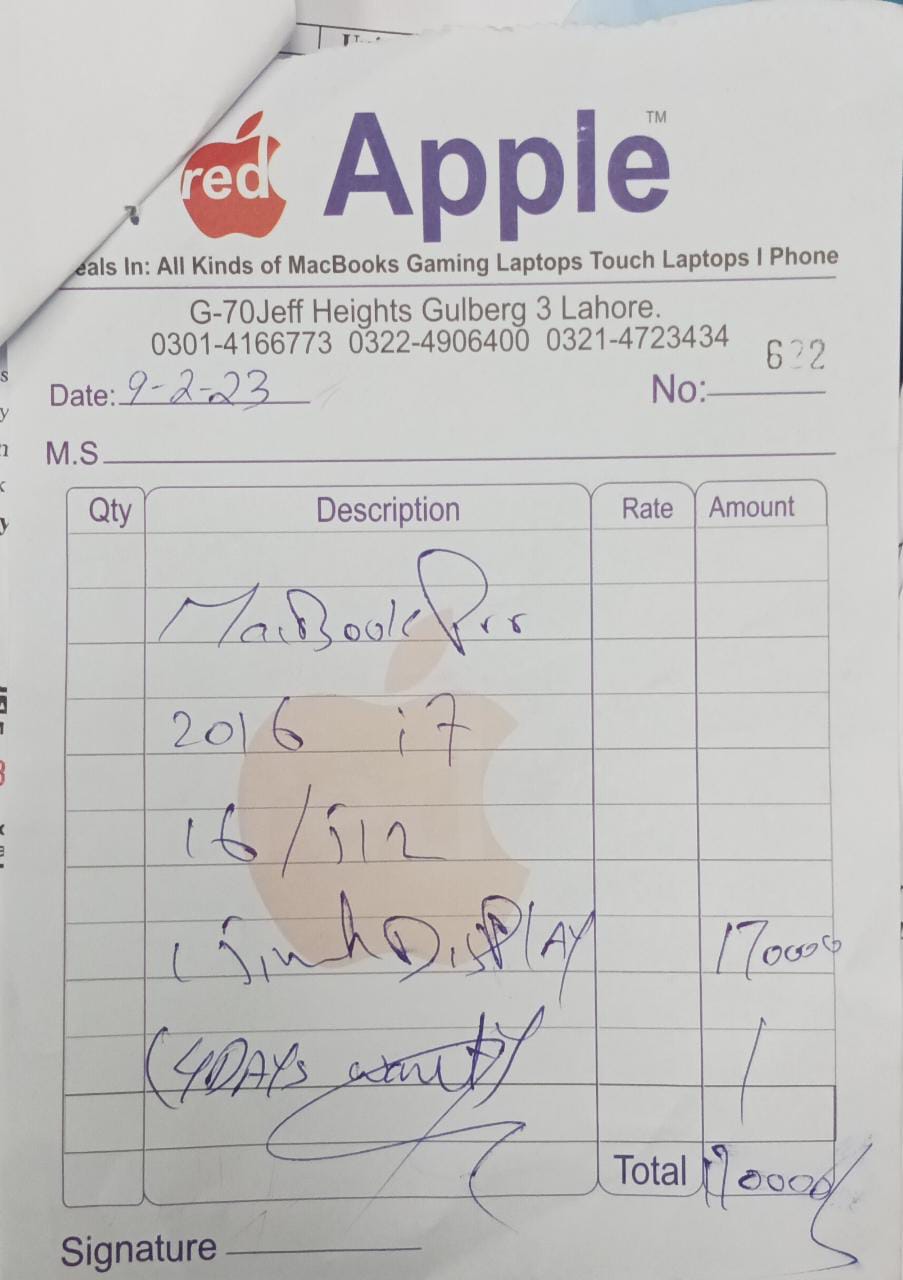 red Apple™
eals In: All Kinds of MacBooks Gaming Laptops Touch Laptops I Phone
G-70Jeff Heights Gulberg 3 Lahore.
0301-4166773 0322-4906400 0321-4723434
622
Date: 9-2-23 No:
M.S
Qty Description Rate Amount
MacBook Pro
2016 i7
16/512
15inch DisPlAY 170000
(4 DAYs warnty)
Total 170000/
Signature